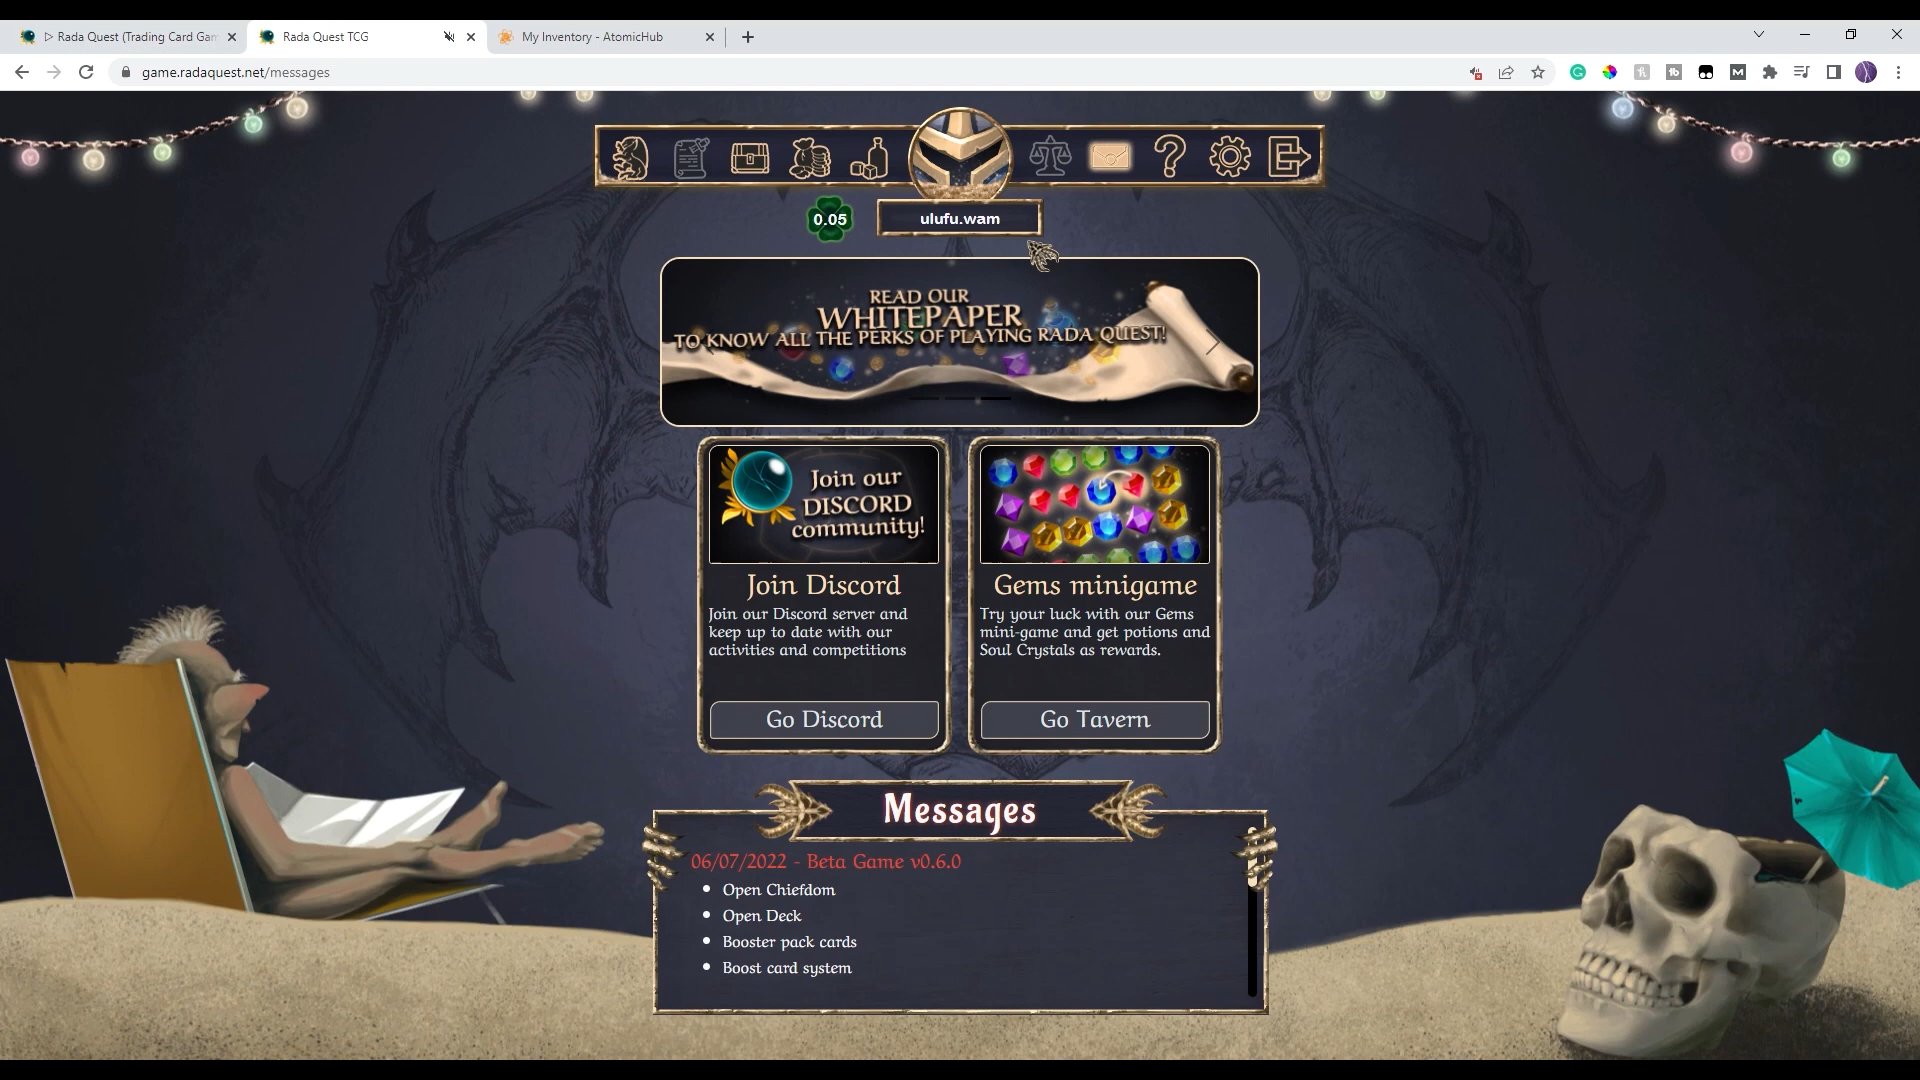 ▷ Rada Quest (Trading Card Gam
Rada Quest TCG
My Inventory - AtomicHub
game.radaquest.net/messages
0.05
ulufu.wam
READ OUR
WHITEPAPER
TO KNOW ALL THE PERKS OF PLAYING RADA QUEST!
Join our
DISCORD
community!
Join Discord
Join our Discord server and
keep up to date with our
activities and competitions
Go Discord
Gems minigame
Try your luck with our Gems
mini-game and get potions and
Soul Crystals as rewards.
Go Tavern
Messages
06/07/2022 - Beta Game v0.6.0
• Open Chiefdom
• Open Deck
• Booster pack cards
• Boost card system